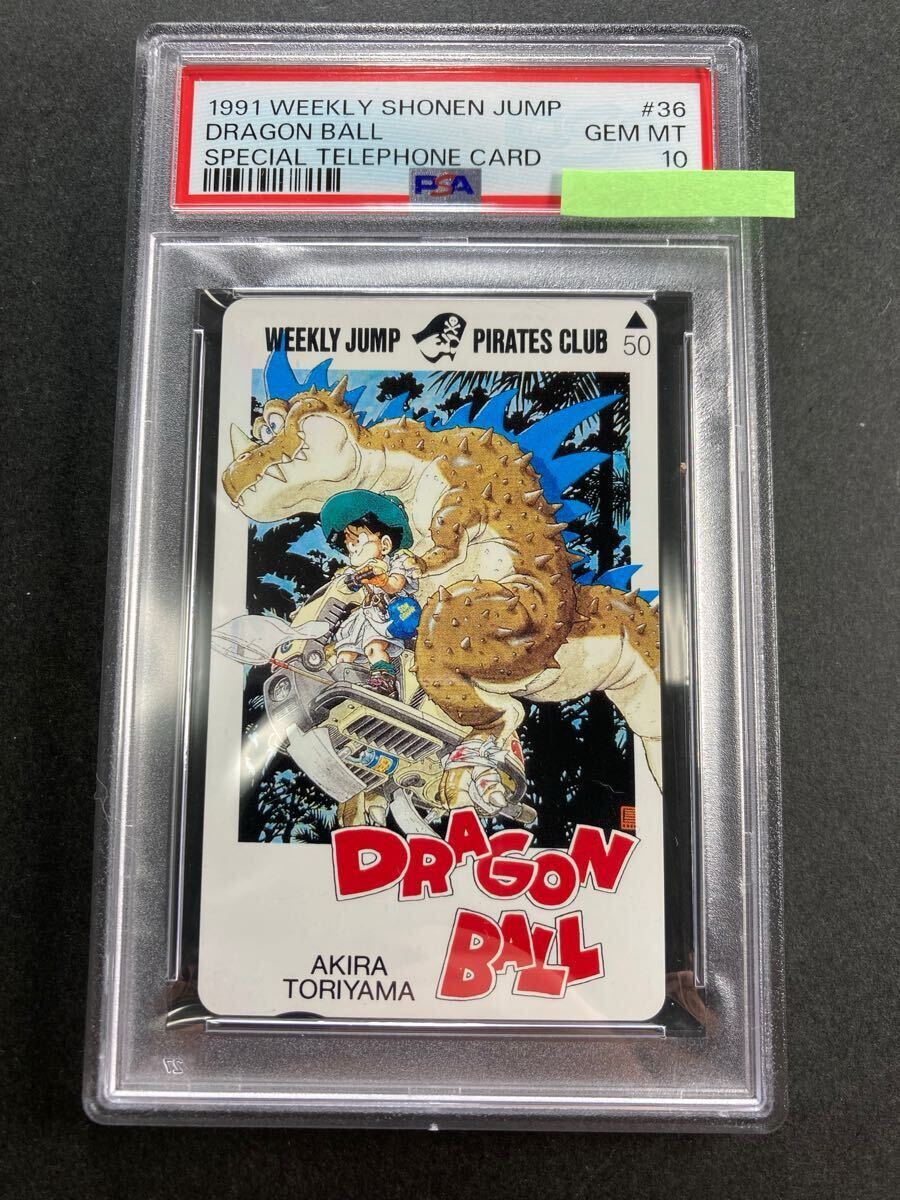 1991 WEEKLY SHONEN JUMP #36
DRAGON BALL GEM MT
SPECIAL TELEPHONE CARD 10
PSA
WEEKLY JUMP PIRATES CLUB 50
DRAGON
BALL
AKIRA
TORIYAMA